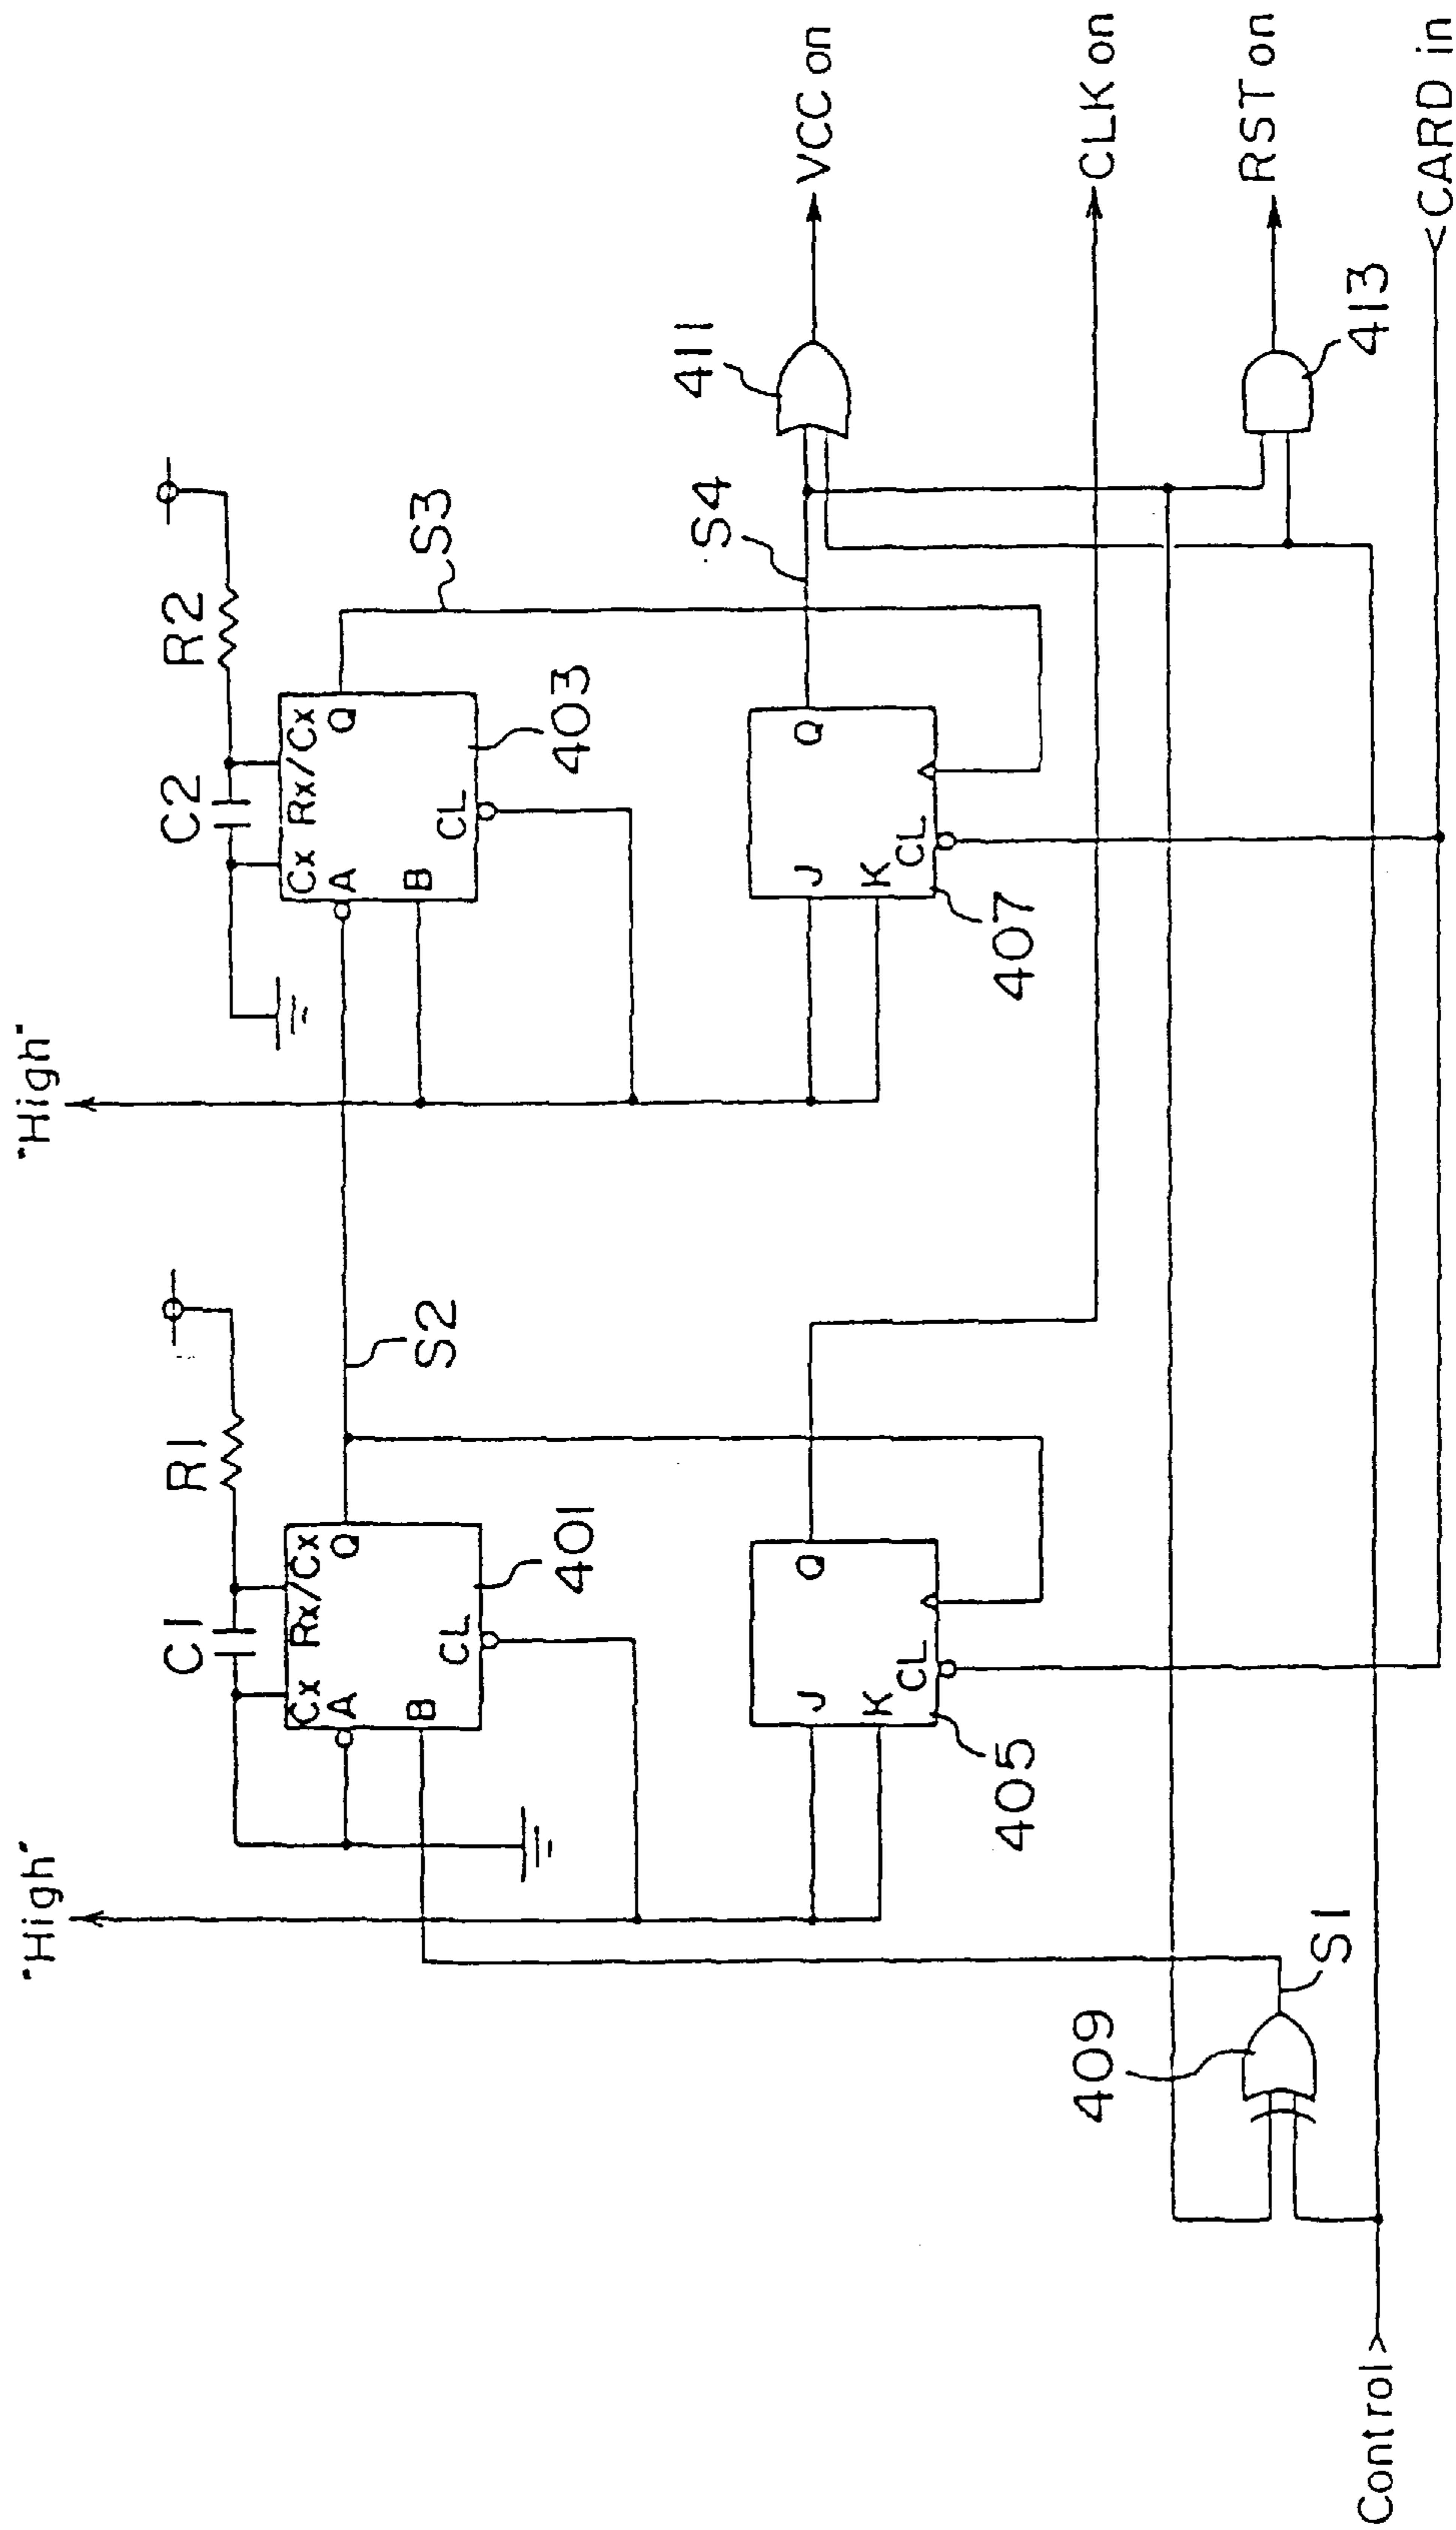 "High"
"High"
C1
R1
C2
R2
Cx Rx/Cx
A
Q
B
CL
401
S2
Cx Rx/Cx
A
Q
B
CL
403
S3
J
Q
K
CL
405
J
Q
K
CL
407
S4
411
VCC on
CLK on
409
S1
413
RST on
Control
CARD in